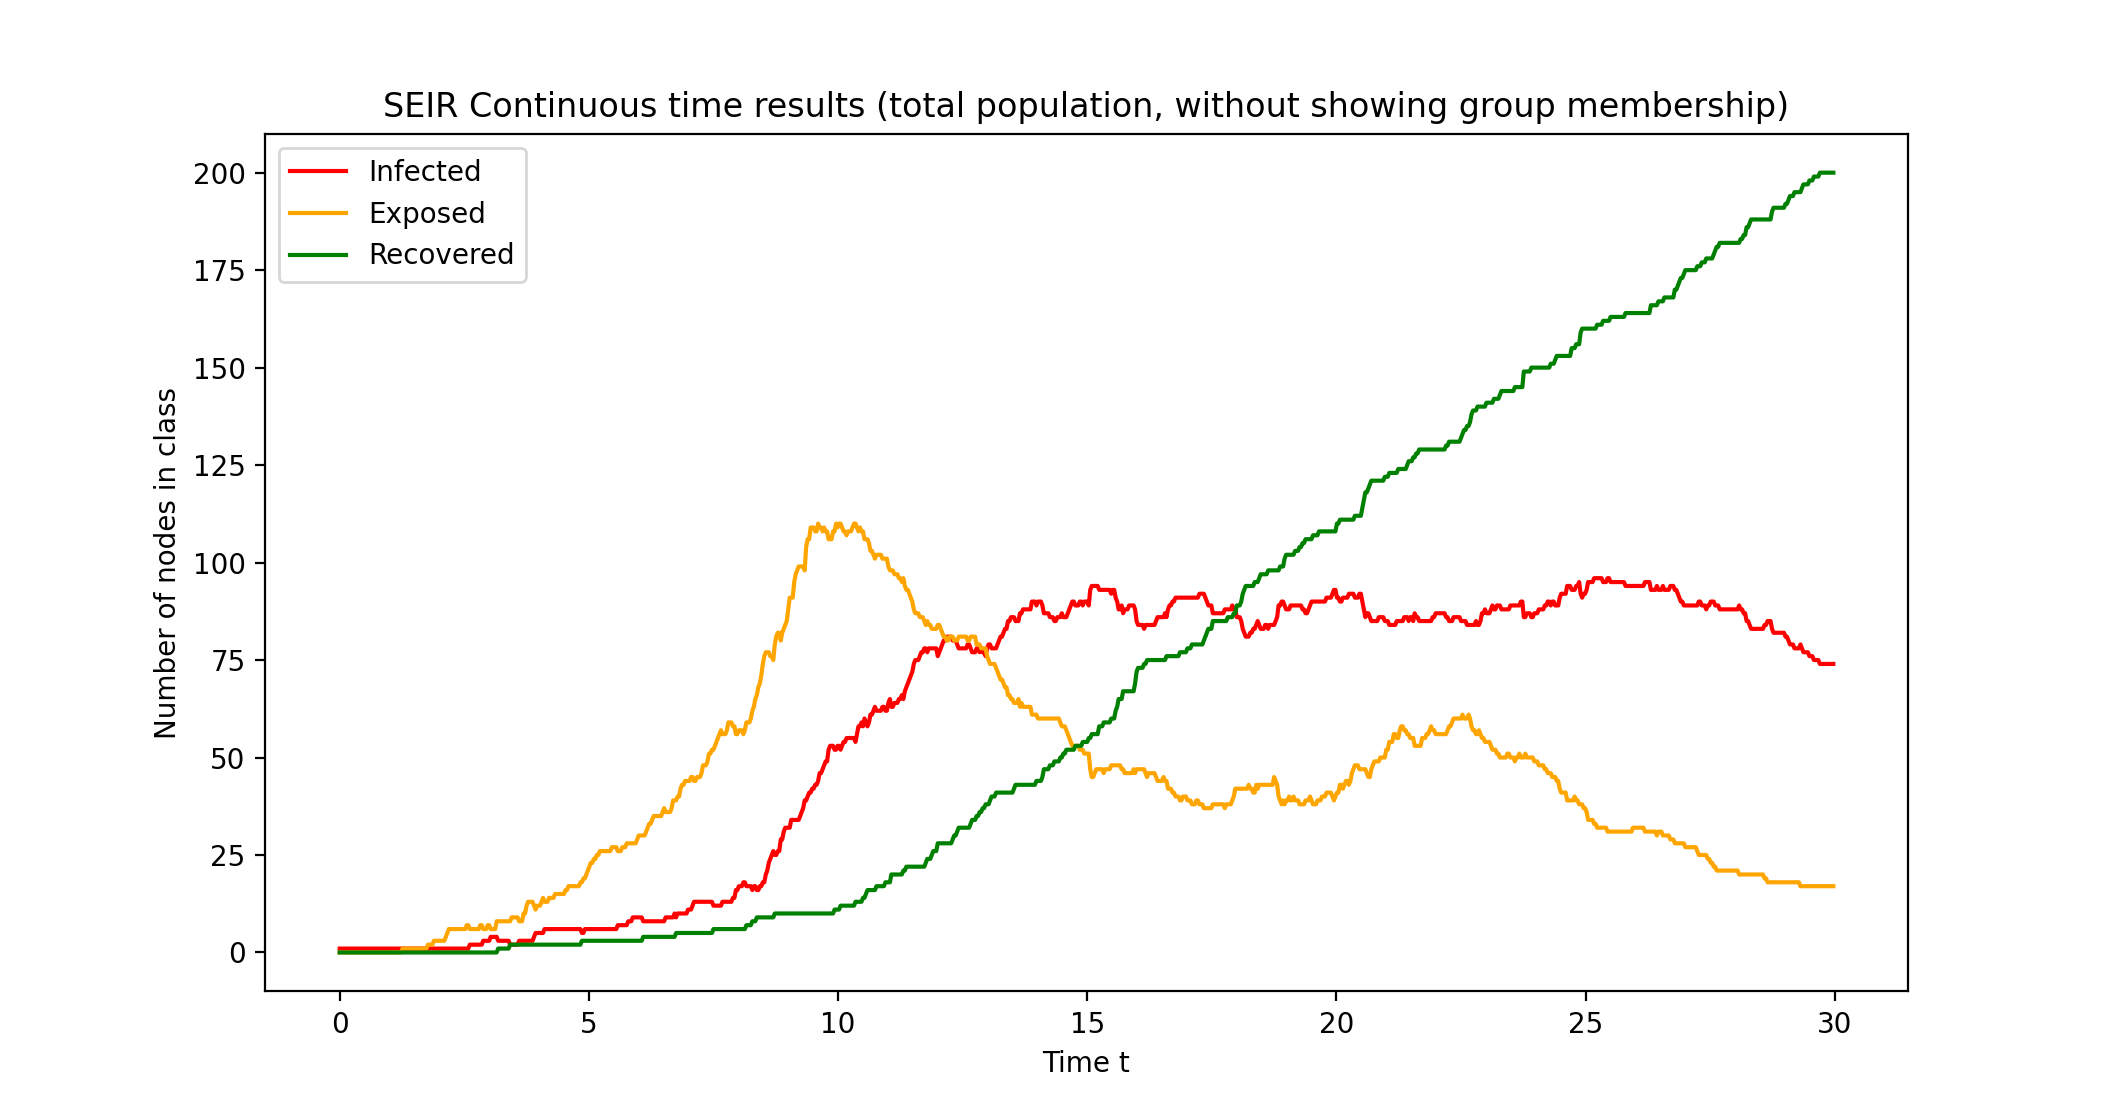 SEIR Continuous time results (total population, without showing group membership)
Infected
Exposed
Recovered
200
175
150
125
100
75
50
25
0
Number of nodes in class
0 5 10 15 20 25 30
Time t